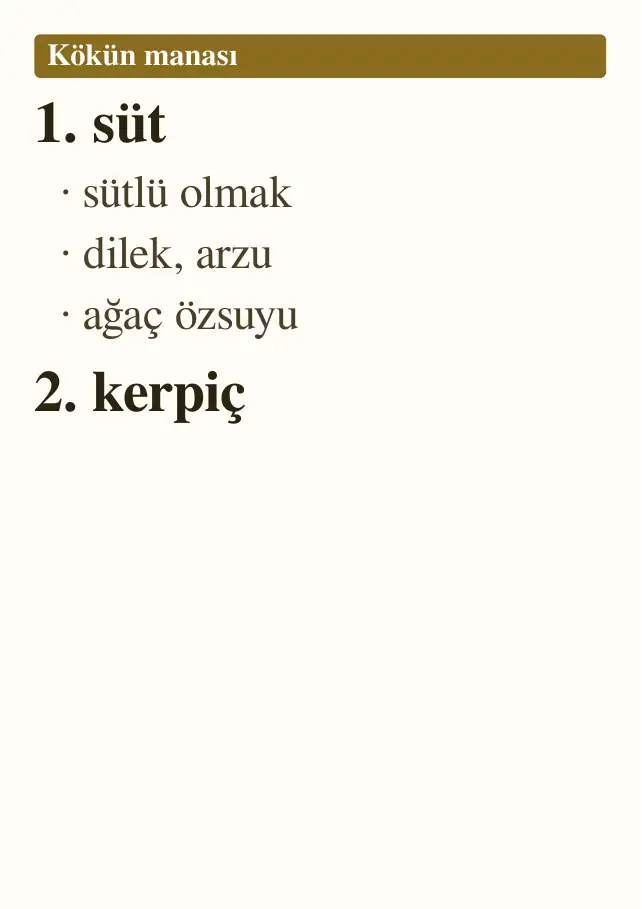 Kökün manası
1. süt
· sütlü olmak
· dilek, arzu
· ağaç özsuyu
2. kerpiç